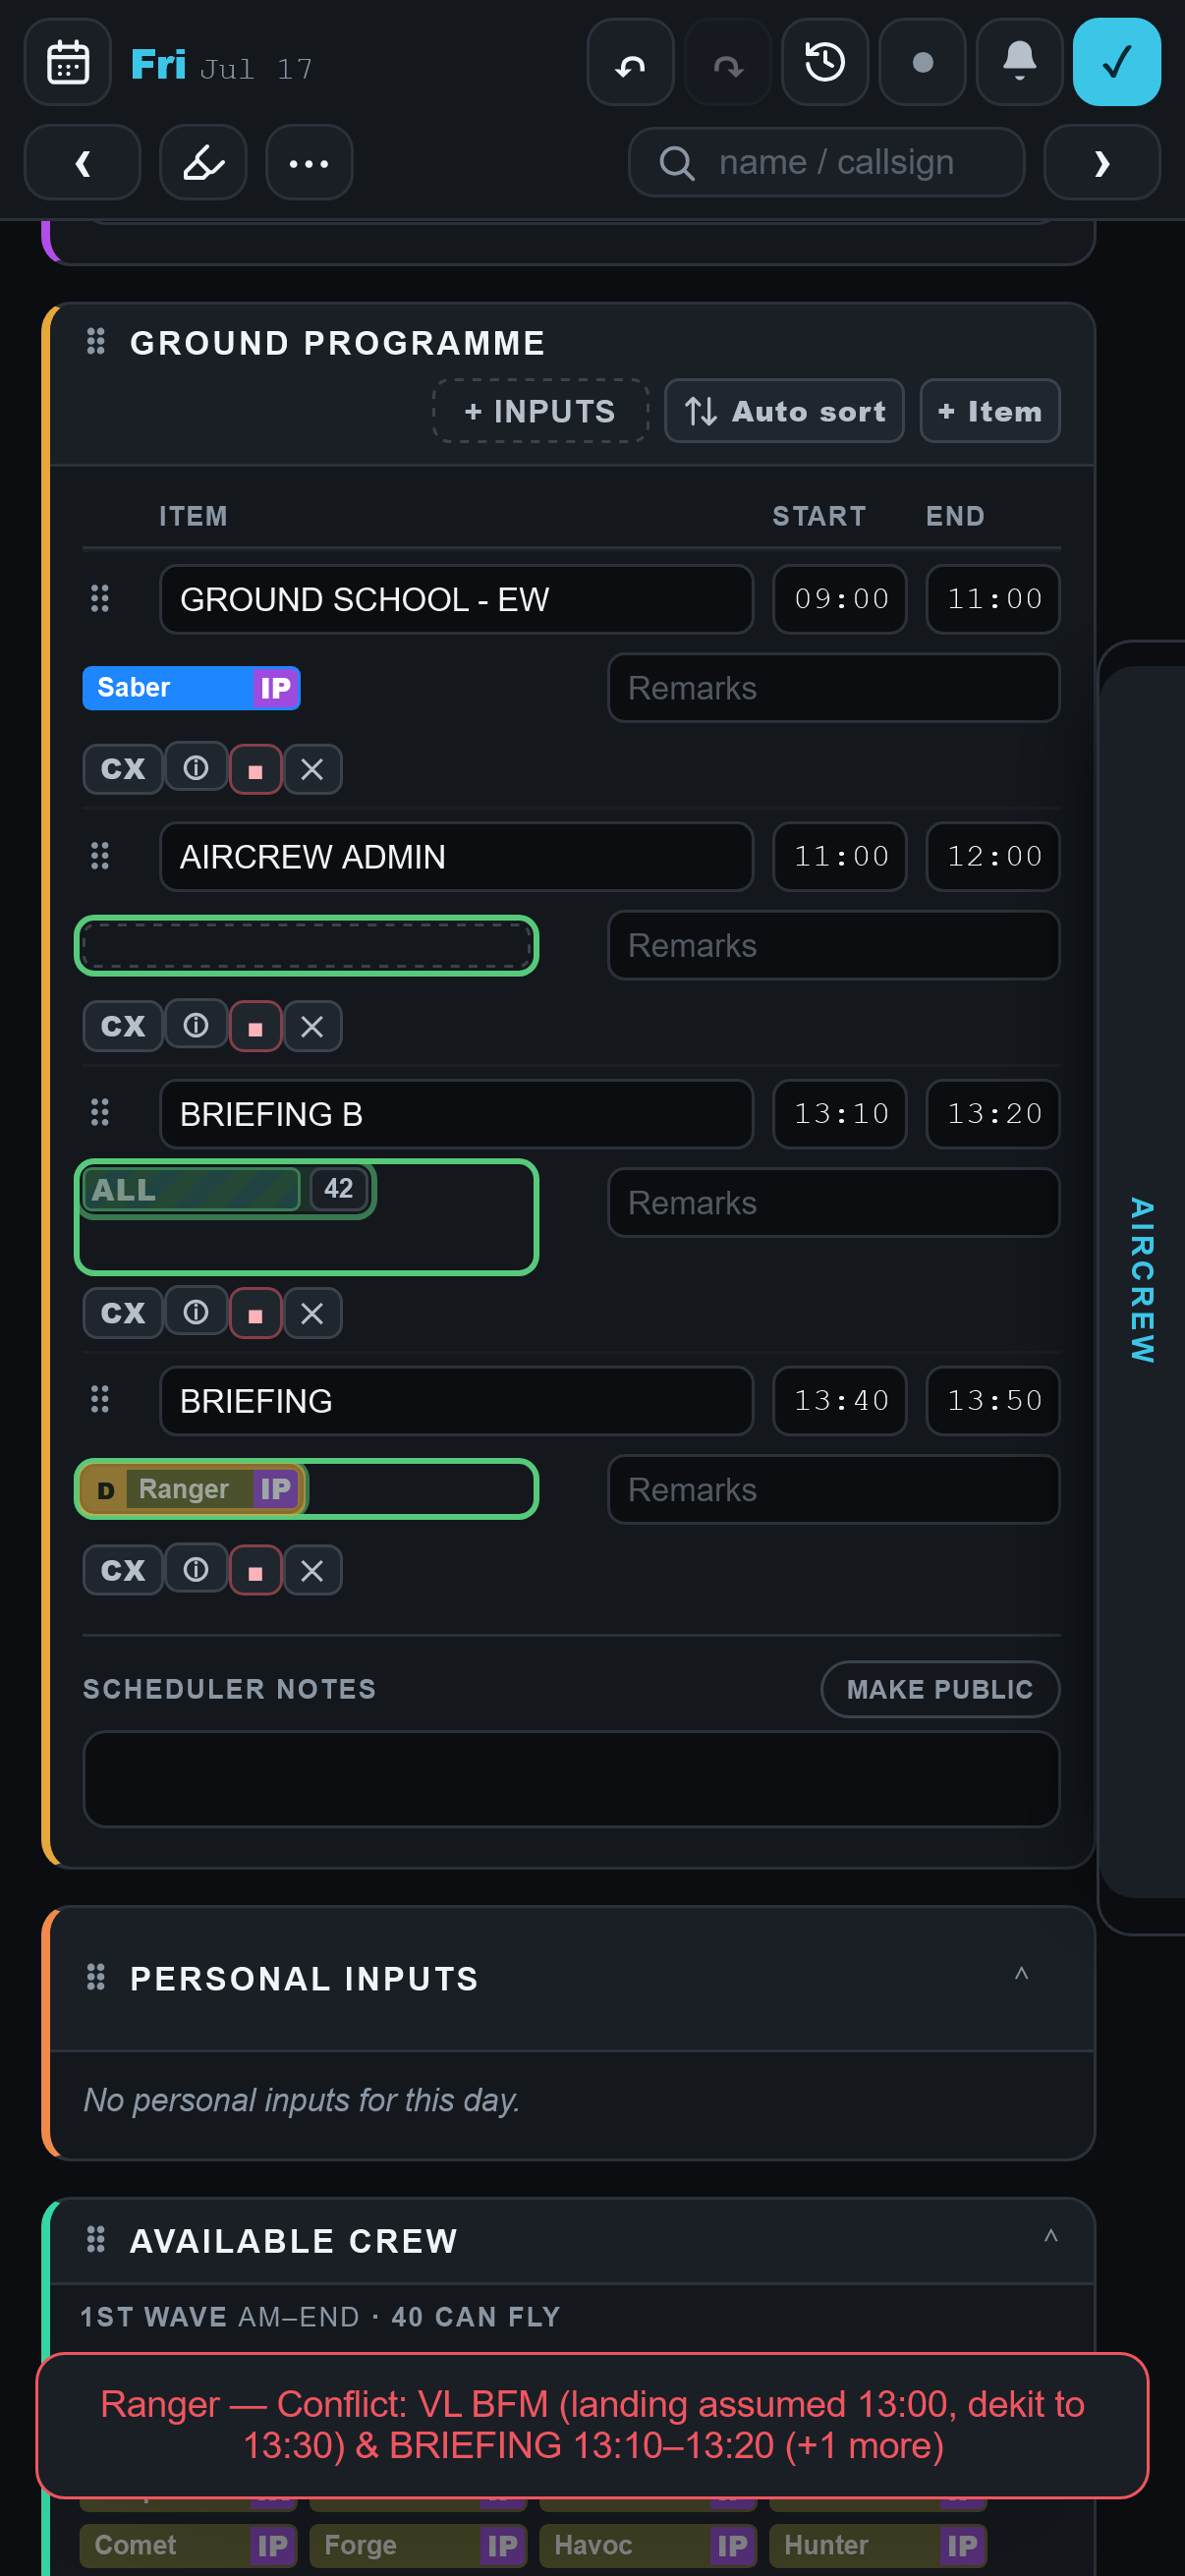 Fri Jul 17
name / callsign
GROUND PROGRAMME
+ INPUTS
Auto sort
+ Item
ITEM START END
GROUND SCHOOL - EW 09:00 11:00
Saber IP Remarks
CX
AIRCREW ADMIN 11:00 12:00
Remarks
CX
BRIEFING B 13:10 13:20
ALL 42 Remarks
CX
BRIEFING 13:40 13:50
D Ranger IP Remarks
CX
SCHEDULER NOTES MAKE PUBLIC
AIRCREW
PERSONAL INPUTS
No personal inputs for this day.
AVAILABLE CREW
1ST WAVE AM–END · 40 CAN FLY
Ranger — Conflict: VL BFM (landing assumed 13:00, dekit to
13:30) & BRIEFING 13:10–13:20 (+1 more)
Comet IP Forge IP Havoc IP Hunter IP